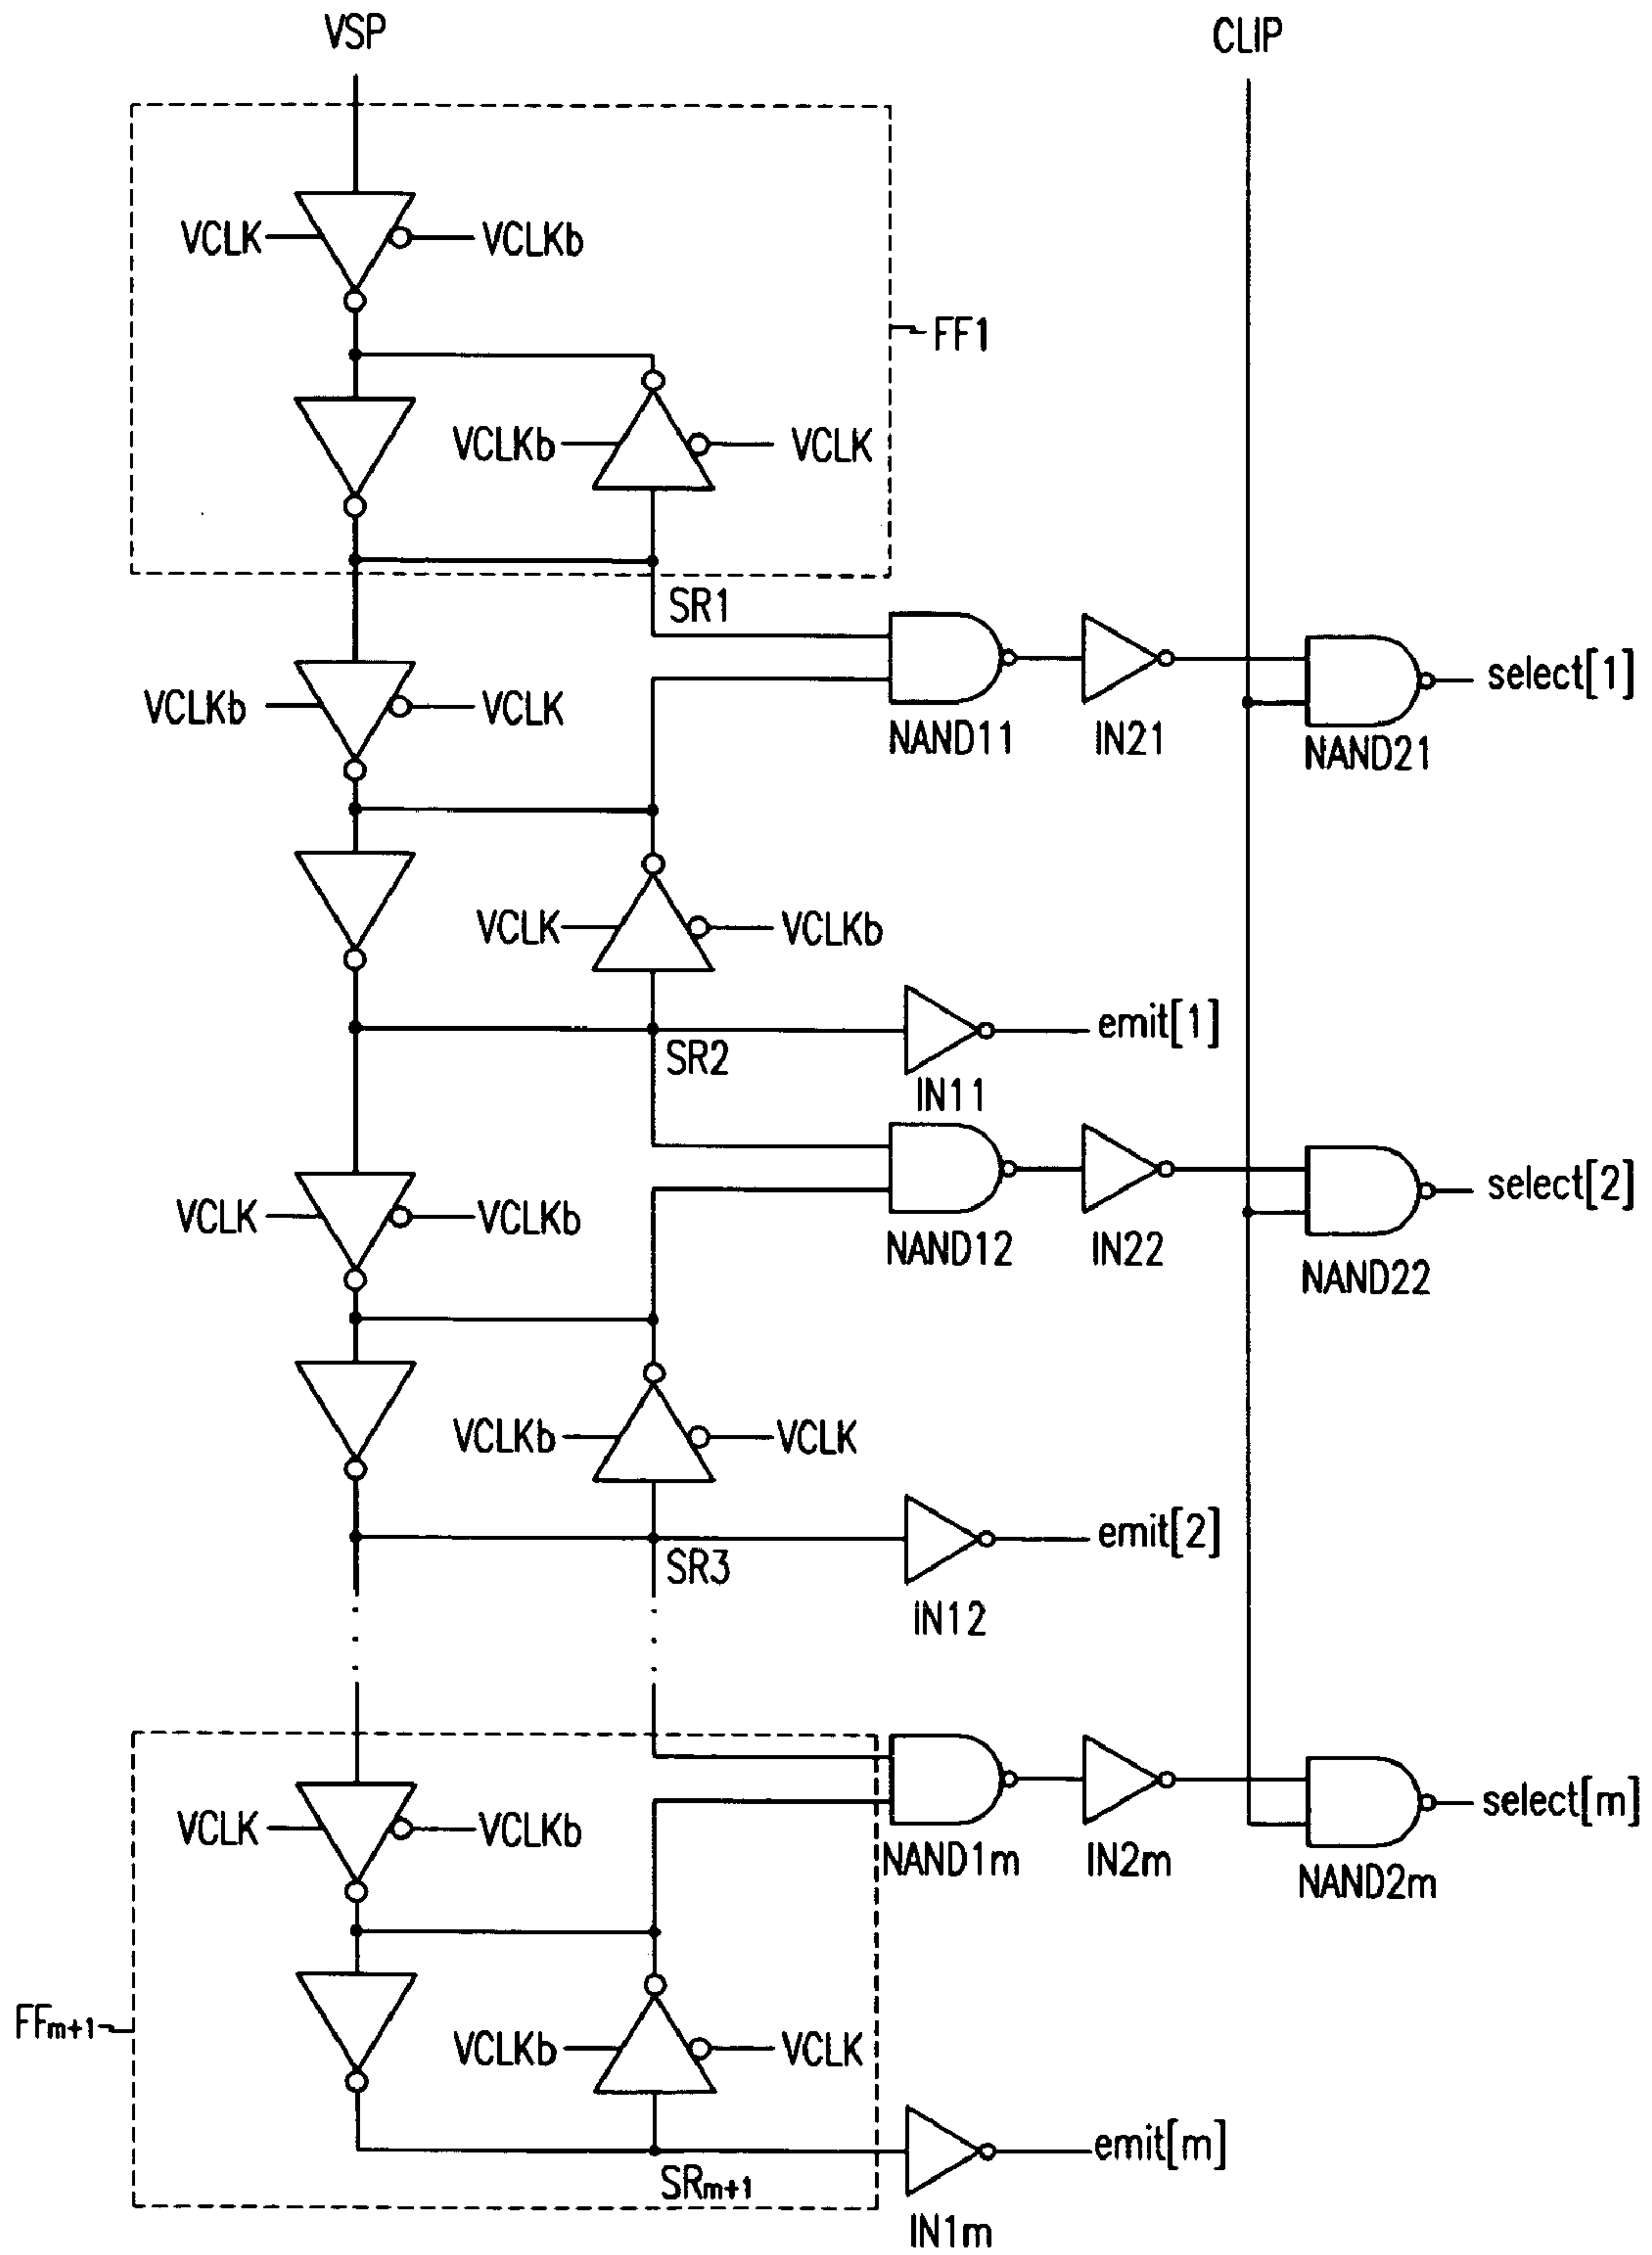 VSP
CLIP
VCLK
VCLKb
FF1
VCLKb
VCLK
SR1
VCLKb
VCLK
NAND11
IN21
select[1]
NAND21
VCLK
VCLKb
emit[1]
SR2
IN11
VCLK
VCLKb
NAND12
IN22
select[2]
NAND22
VCLKb
VCLK
emit[2]
SR3
IN12
VCLK
VCLKb
NAND1m
IN2m
select[m]
NAND2m
FFm+1
VCLKb
VCLK
emit[m]
SRm+1
IN1m